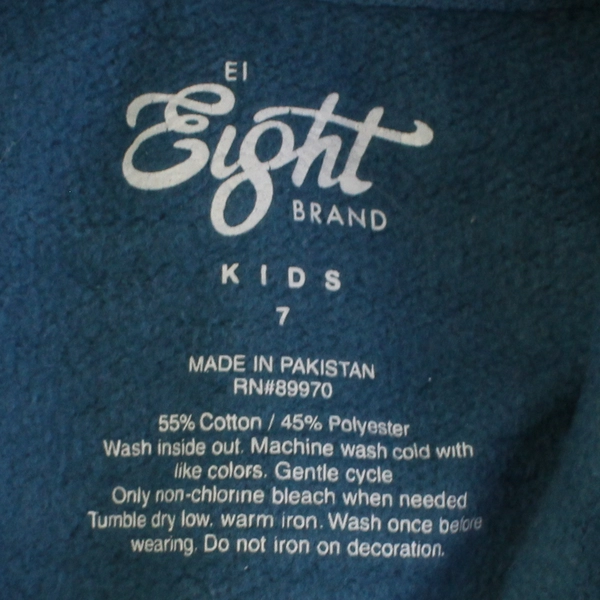 EI
Eight
BRAND
KIDS
7
MADE IN PAKISTAN
RN#89970
55% Cotton / 45% Polyester
Wash inside out. Machine wash cold with
like colors. Gentle cycle
Only non-chlorine bleach when needed
Tumble dry low, warm iron. Wash once before
wearing. Do not iron on decoration.